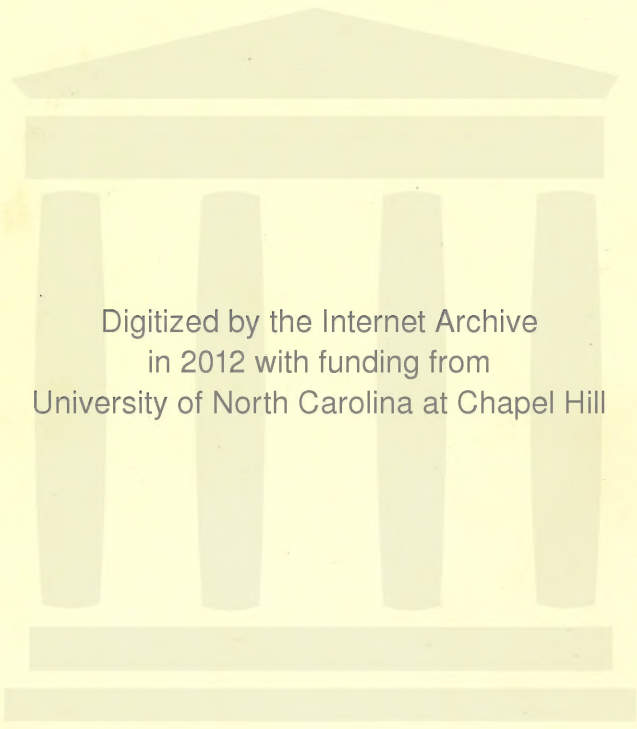 Digitized by the Internet Archive
in 2012 with funding from
University of North Carolina at Chapel Hill